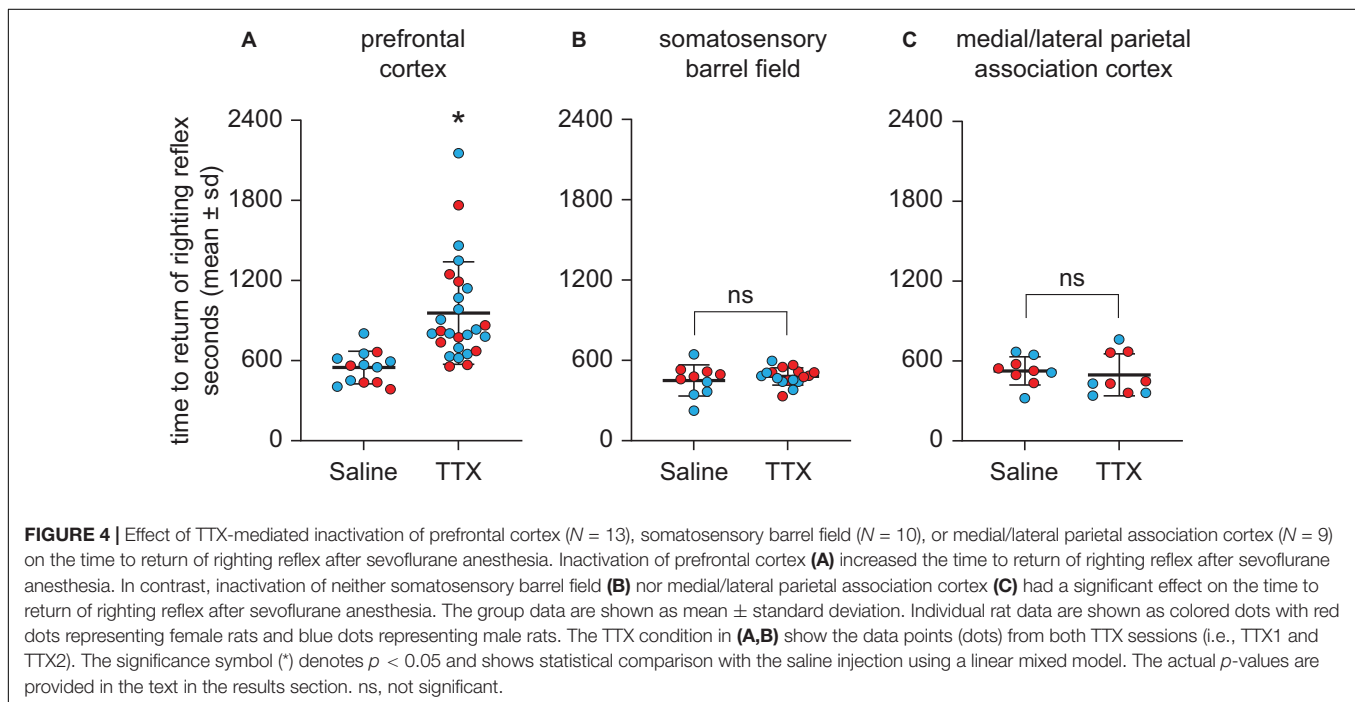 A
prefrontal
cortex
B
somatosensory
barrel field
C
medial/lateral parietal
association cortex
time to return of righting reflex
seconds (mean ± sd)
2400
1800
1200
600
0
*
Saline
TTX
2400
1800
1200
600
0
ns
Saline
TTX
2400
1800
1200
600
0
ns
Saline
TTX
FIGURE 4 | Effect of TTX-mediated inactivation of prefrontal cortex (N = 13), somatosensory barrel field (N = 10), or medial/lateral parietal association cortex (N = 9)
on the time to return of righting reflex after sevoflurane anesthesia. Inactivation of prefrontal cortex (A) increased the time to return of righting reflex after sevoflurane
anesthesia. In contrast, inactivation of neither somatosensory barrel field (B) nor medial/lateral parietal association cortex (C) had a significant effect on the time to
return of righting reflex after sevoflurane anesthesia. The group data are shown as mean ± standard deviation. Individual rat data are shown as colored dots with red
dots representing female rats and blue dots representing male rats. The TTX condition in (A,B) show the data points (dots) from both TTX sessions (i.e., TTX1 and
TTX2). The significance symbol (*) denotes p < 0.05 and shows statistical comparison with the saline injection using a linear mixed model. The actual p-values are
provided in the text in the results section. ns, not significant.